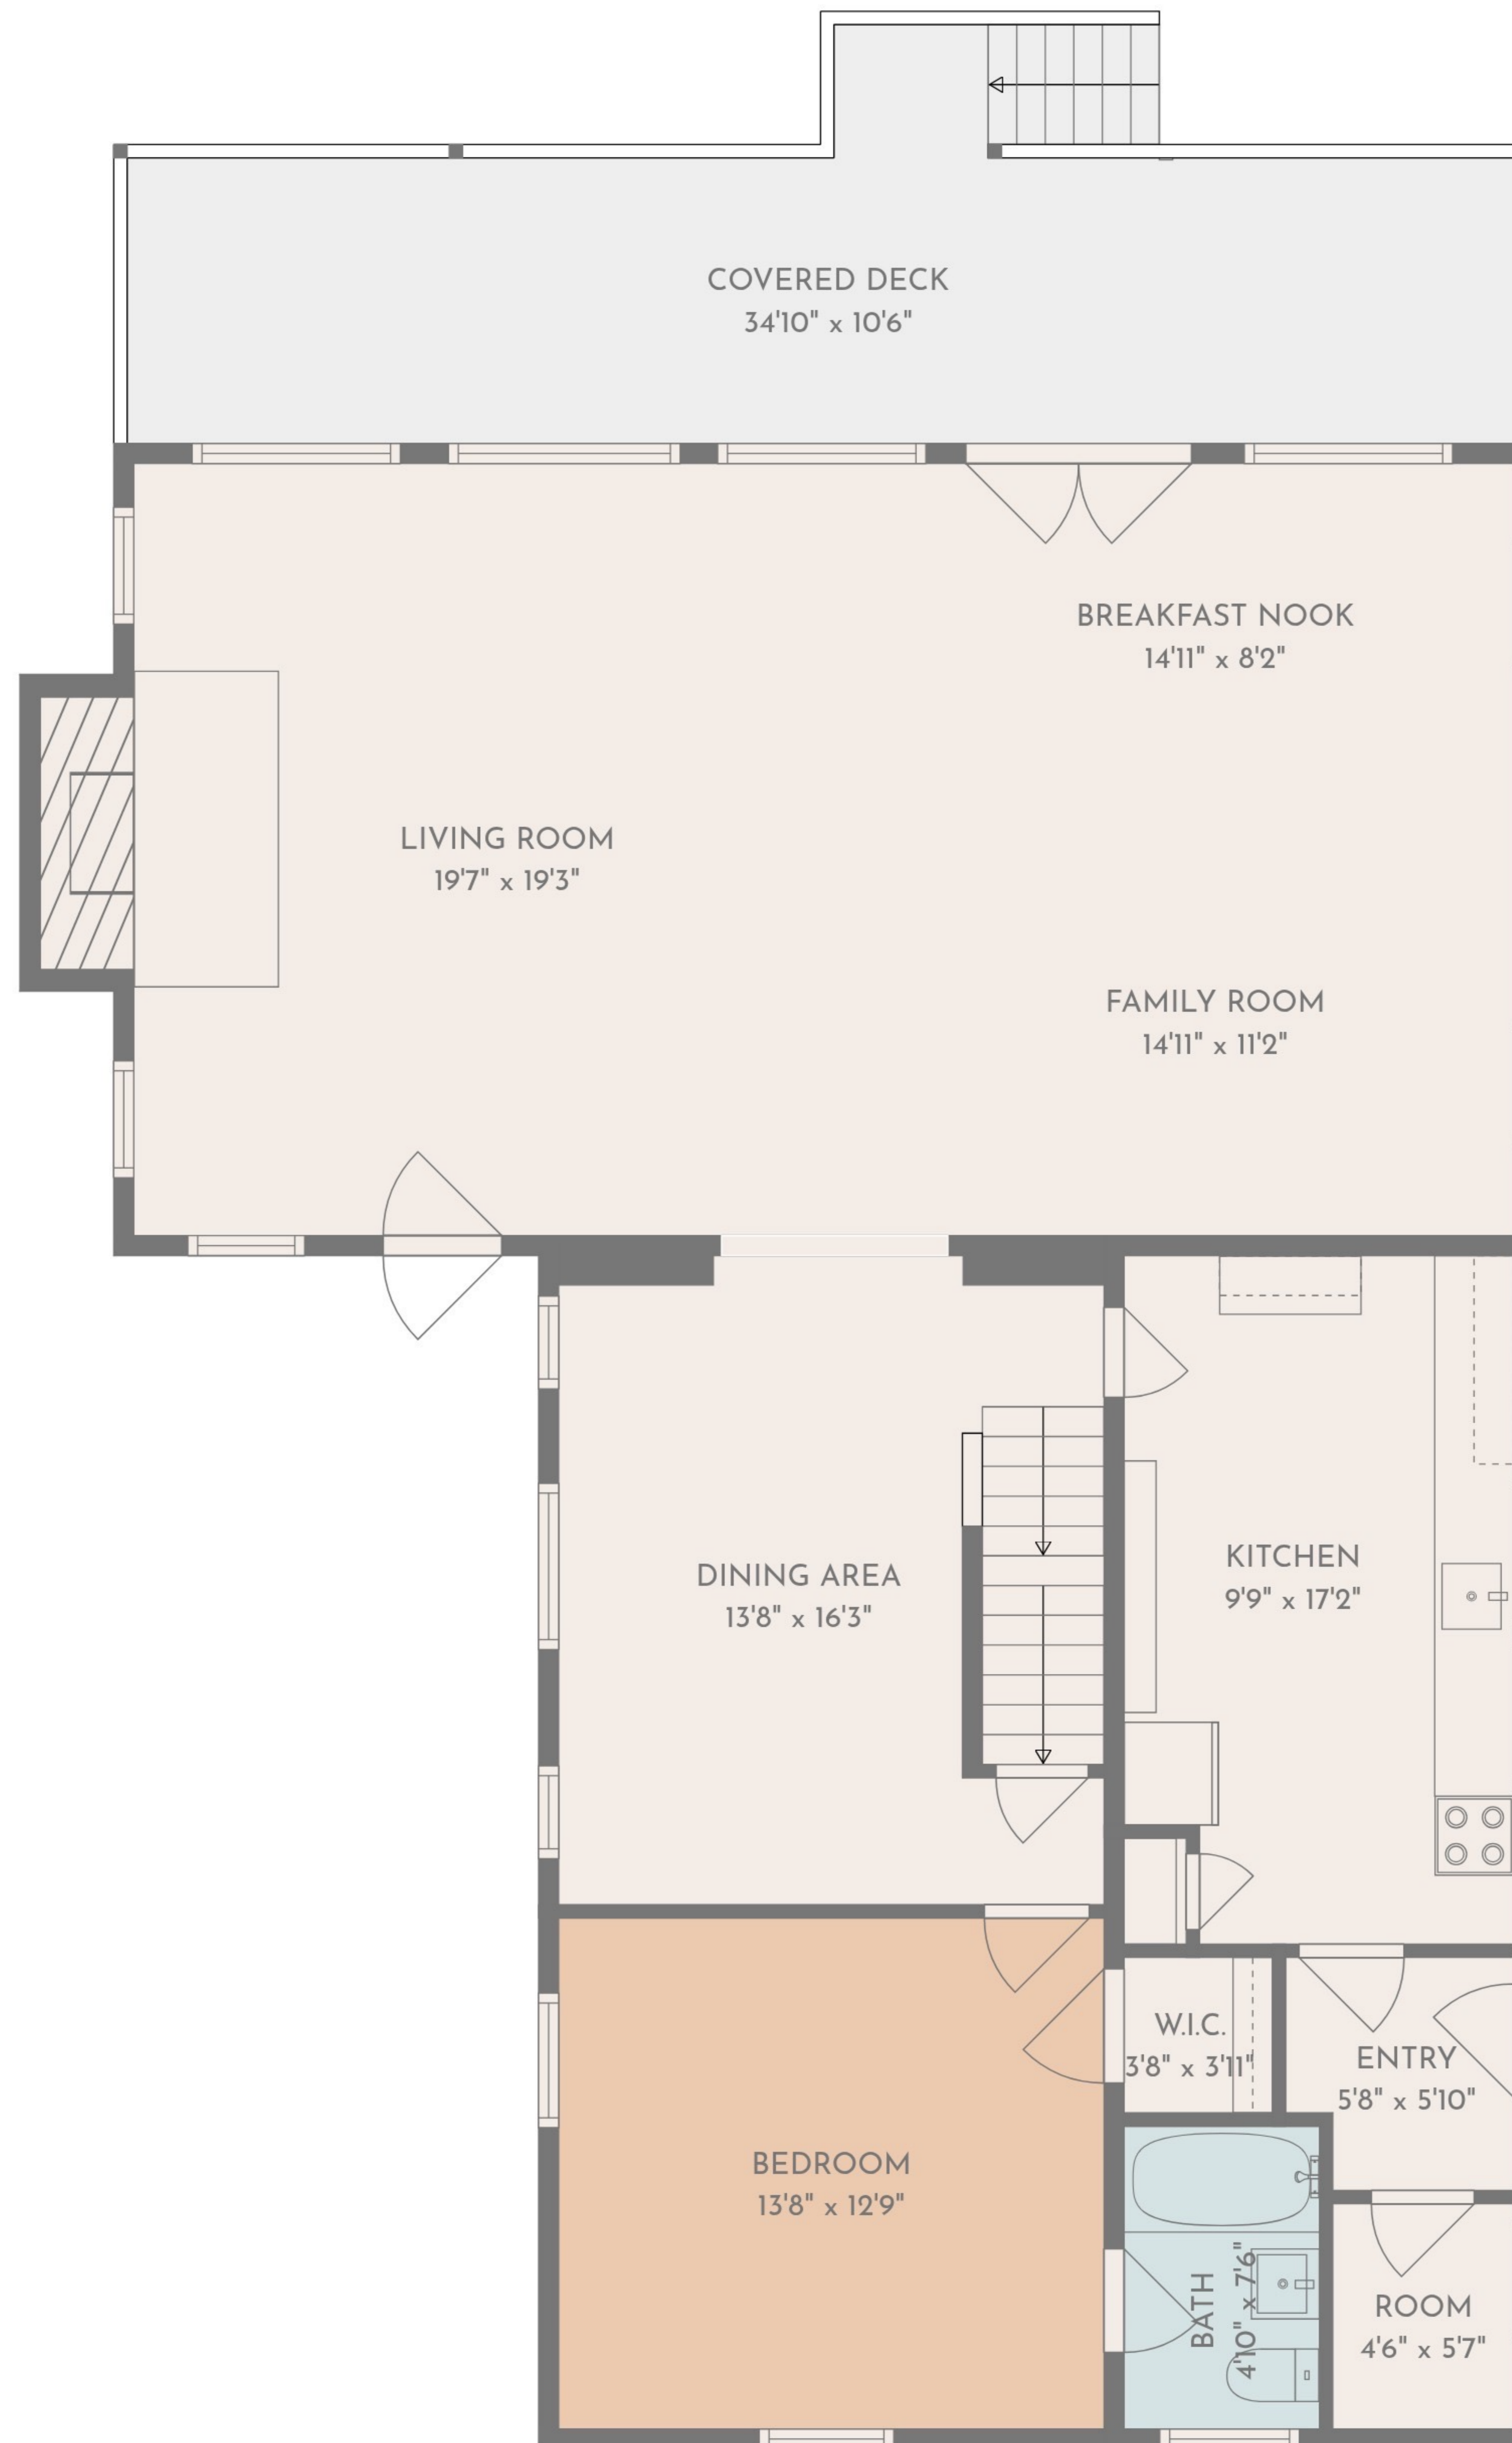 COVERED DECK
34'10" x 10'6"
BREAKFAST NOOK
14'11" x 8'2"
LIVING ROOM
19'7" x 19'3"
FAMILY ROOM
14'11" x 11'2"
KITCHEN
9'9" x 17'2"
DINING AREA
13'8" x 16'3"
W.I.C.
3'8" x 3'11"
ENTRY
5'8" x 5'10"
BEDROOM
13'8" x 12'9"
BATH
4'10" x 7'6"
ROOM
4'6" x 5'7"